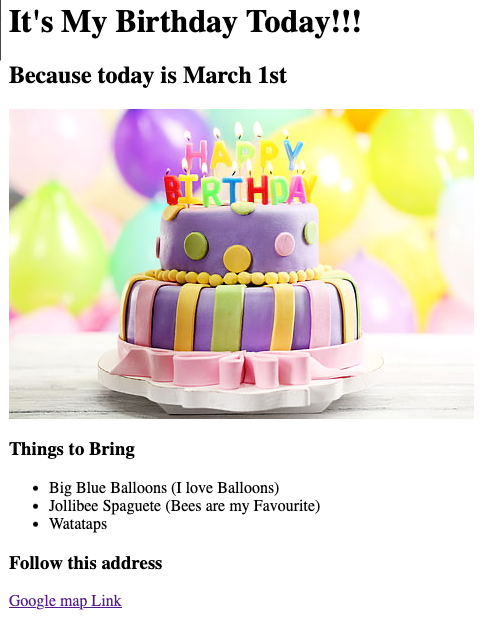 It's My Birthday Today!!!
Because today is March 1st
HAPPY
BIRTHDAY
Things to Bring
Big Blue Balloons (I love Balloons)
Jollibee Spaguete (Bees are my Favourite)
Watataps
Follow this address
Google map Link